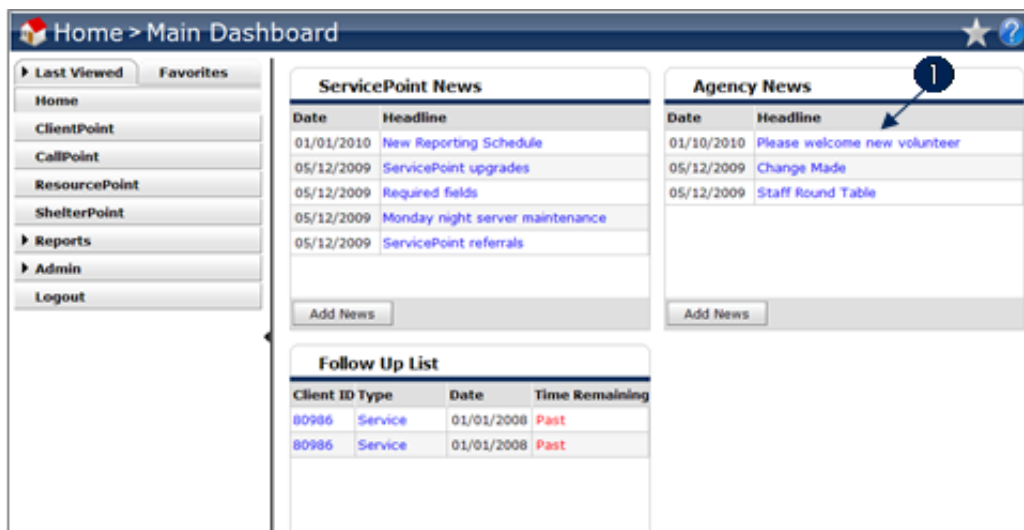 Home > Main Dashboard
?
Last Viewed Favorites
Home
ClientPoint
CallPoint
ResourcePoint
ShelterPoint
Reports
Admin
Logout
ServicePoint News
Date Headline
01/01/2010 New Reporting Schedule
05/12/2009 ServicePoint upgrades
05/12/2009 Required fields
05/12/2009 Monday night server maintenance
05/12/2009 ServicePoint referrals
Add News
Agency News
1
Date Headline
01/10/2010 Please welcome new volunteer
05/12/2009 Change Made
05/12/2009 Staff Round Table
Add News
Follow Up List
Client ID Type Date Time Remaining
80986 Service 01/01/2008 Past
80986 Service 01/01/2008 Past